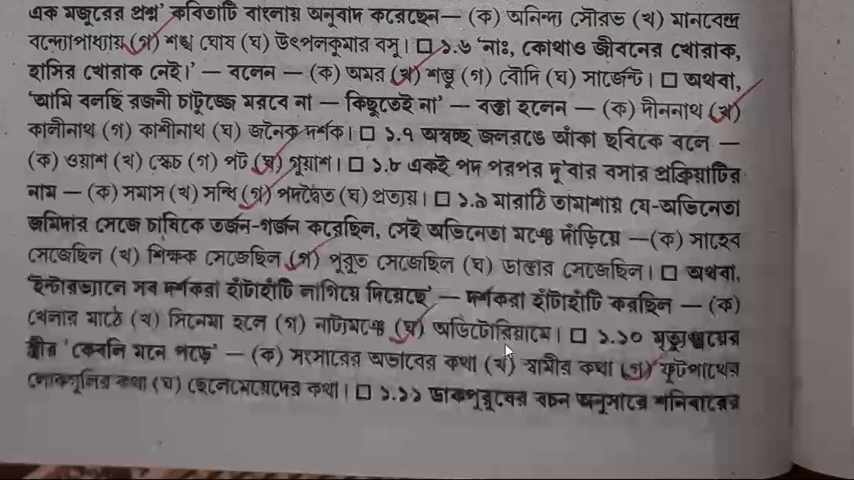 এক মজুরের প্রশ্ন' কবিতাটি বাংলায় অনুবাদ করেছেন— (ক) অনিন্দ্য সৌরভ (খ) মানবেন্দ্র
বন্দ্যোপাধ্যায় (গ) শঙ্খ ঘোষ (ঘ) উৎপলকুমার বসু। □ ১.৬ 'নাঃ, কোথাও জীবনের খোরাক,
হাসির খোরাক নেই।' — বলেন — (ক) অমর (খ) শম্ভু (গ) বৌদি (ঘ) সার্জেন্ট। □ অথবা,
'আমি বলছি রজনী চাটুজ্জে মরবে না — কিছুতেই না' — বক্তা হলেন — (ক) দীননাথ (খ)
কালীনাথ (গ) কাশীনাথ (ঘ) জনৈক দর্শক। □ ১.৭ অস্বচ্ছ জলরঙে আঁকা ছবিকে বলে —
(ক) ওয়াশ (খ) স্কেচ (গ) পট (ঘ) গুয়াশ। □ ১.৮ একই পদ পরপর দু'বার বসার প্রক্রিয়াটির
নাম — (ক) সমাস (খ) সন্ধি (গ) পদদ্বৈত (ঘ) প্রত্যয়। □ ১.৯ মারাঠি তামাশায় যে-অভিনেতা
জমিদার সেজে চাষিকে তর্জন-গর্জন করেছিল, সেই অভিনেতা মঞ্চে দাঁড়িয়ে —(ক) সাহেব
সেজেছিল (খ) শিক্ষক সেজেছিল (গ) পুরুত সেজেছিল (ঘ) ডাক্তার সেজেছিল। □ অথবা,
'ইন্টারভ্যালে সব দর্শকরা হাঁটাহাঁটি লাগিয়ে দিয়েছে' — দর্শকরা হাঁটাহাঁটি করছিল — (ক)
খেলার মাঠে (খ) সিনেমা হলে (গ) নাট্যমঞ্চে (ঘ) অডিটোরিয়ামে। □ ১.১০ মৃত্যুঞ্জয়ের
স্ত্রীর 'কেবলি মনে পড়ে' — (ক) সংসারের অভাবের কথা (খ) স্বামীর কথা (গ) ফুটপাথের
লোকগুলির কথা (ঘ) ছেলেমেয়েদের কথা। □ ১.১১ ডাকপুরুষের বচন অনুসারে শনিবারের